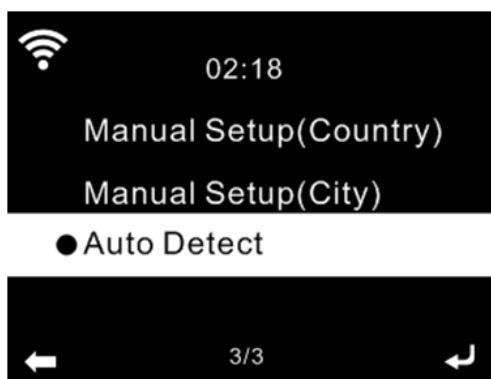 02:18
Manual Setup(Country)
Manual Setup(City)
Auto Detect
3/3